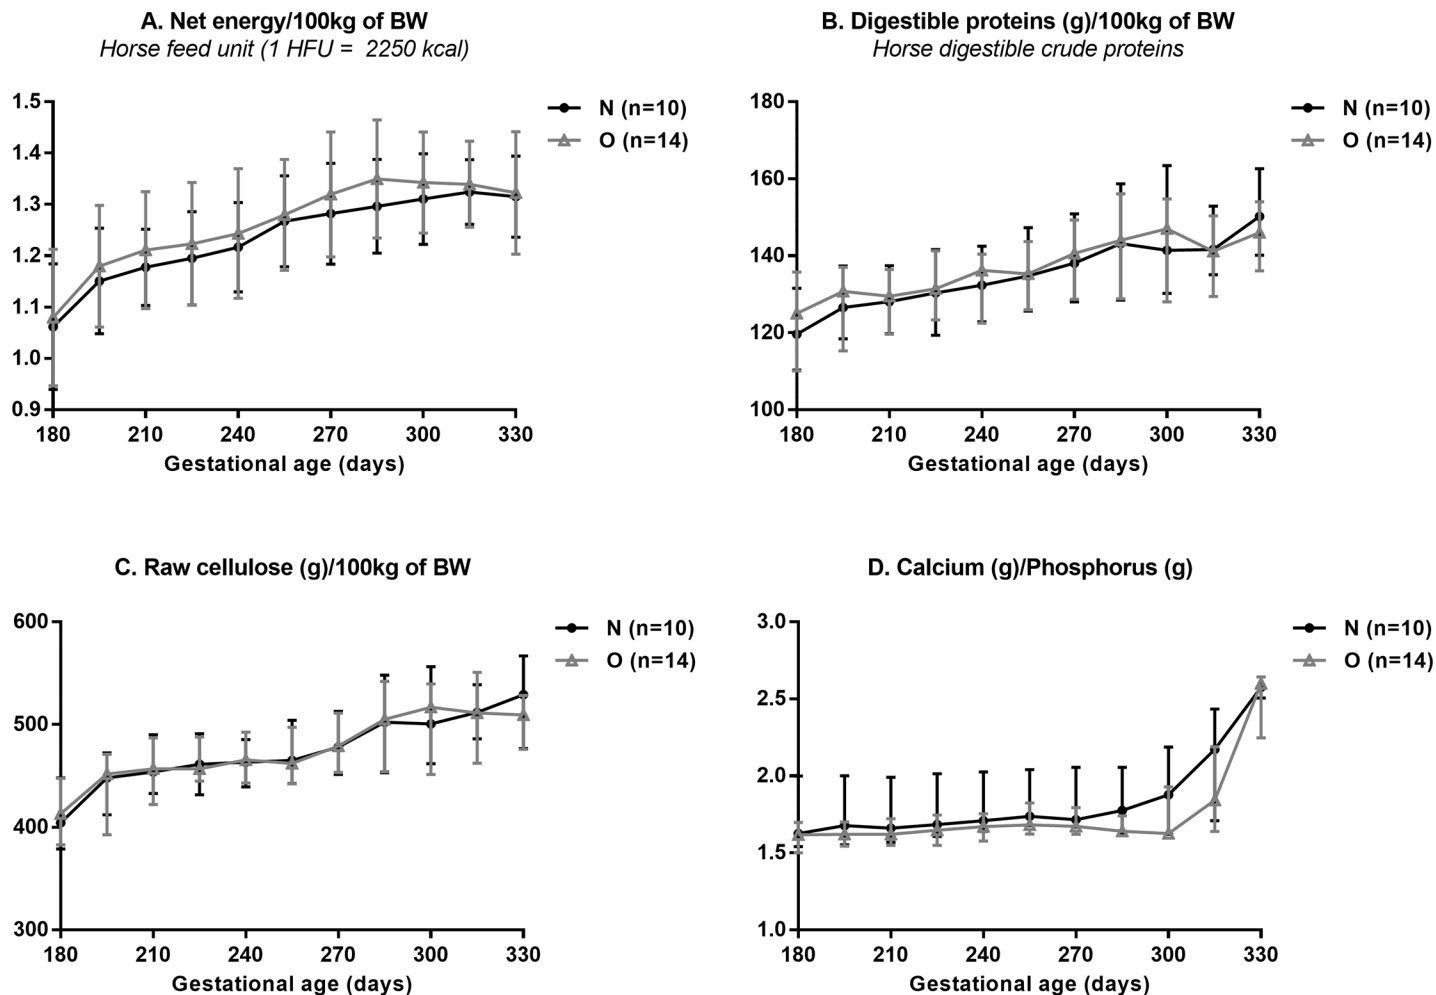 A. Net energy/100kg of BW
Horse feed unit (1 HFU = 2250 kcal)
1.5
1.4
1.3
1.2
1.1
1.0
0.9
180 210 240 270 300 330
Gestational age (days)
N (n=10)
O (n=14)
B. Digestible proteins (g)/100kg of BW
Horse digestible crude proteins
180
160
140
120
100
180 210 240 270 300 330
Gestational age (days)
N (n=10)
O (n=14)
C. Raw cellulose (g)/100kg of BW
600
500
400
300
180 210 240 270 300 330
Gestational age (days)
N (n=10)
O (n=14)
D. Calcium (g)/Phosphorus (g)
3.0
2.5
2.0
1.5
1.0
180 210 240 270 300 330
Gestational age (days)
N (n=10)
O (n=14)